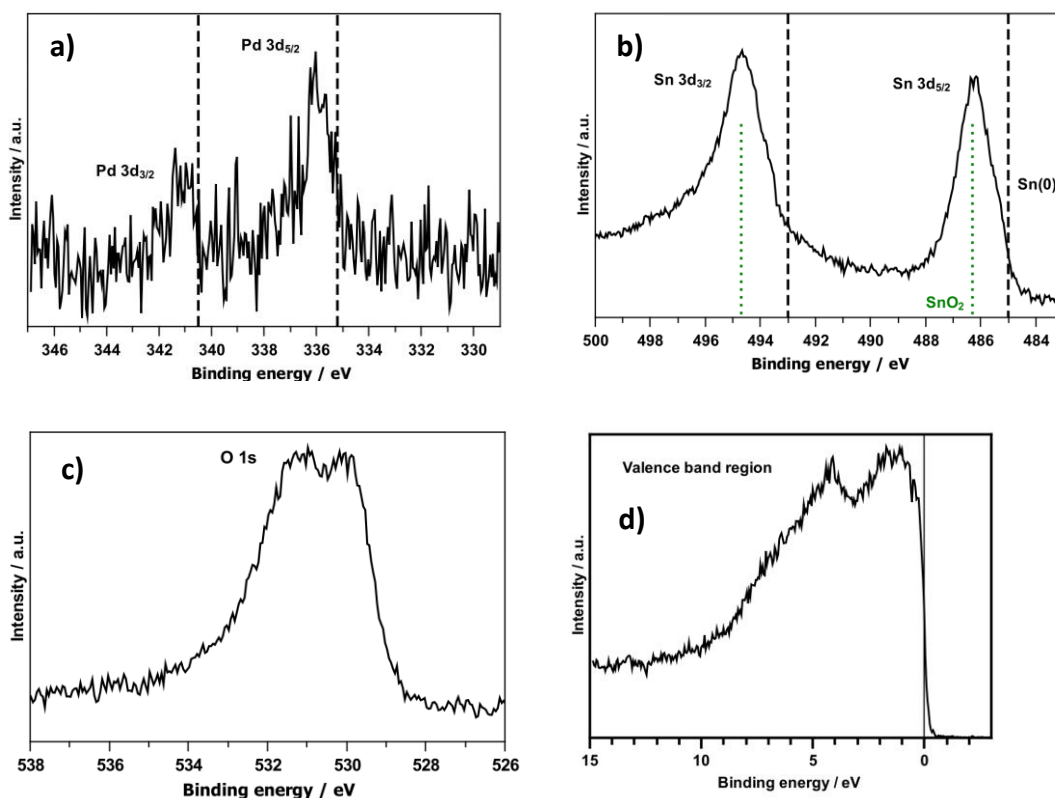 a)
Pd 3d5/2
Pd 3d3/2
Intensity / a.u.
346 344 342 340 338 336 334 332 330
Binding energy / eV
b)
Sn 3d3/2
Sn 3d5/2
Sn(0)
SnO2
Intensity / a.u.
500 498 496 494 492 490 488 486 484
Binding energy / eV
c)
O 1s
Intensity / a.u.
538 536 534 532 530 528 526
Binding energy / eV
Valence band region
d)
Intensity / a.u.
15 10 5 0
Binding energy / eV